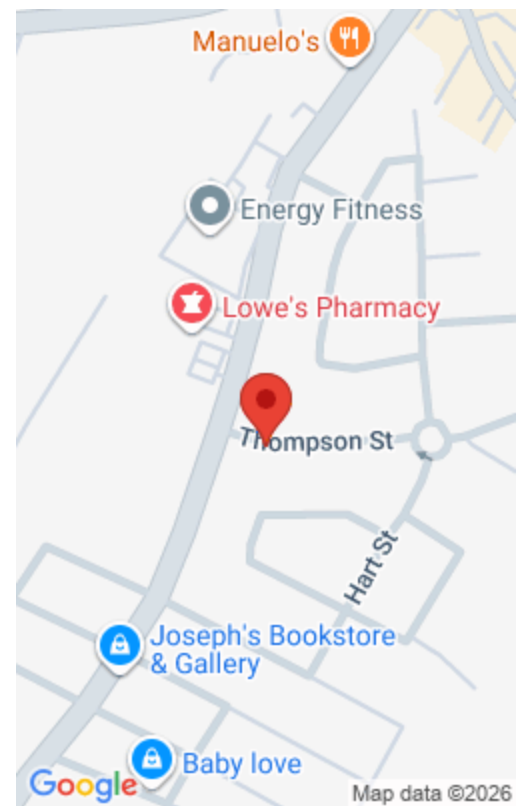 Manuelo's
Energy Fitness
Lowe's Pharmacy
Thompson St
Hart St
Joseph's Bookstore
& Gallery
Baby love
Google
Map data ©2026